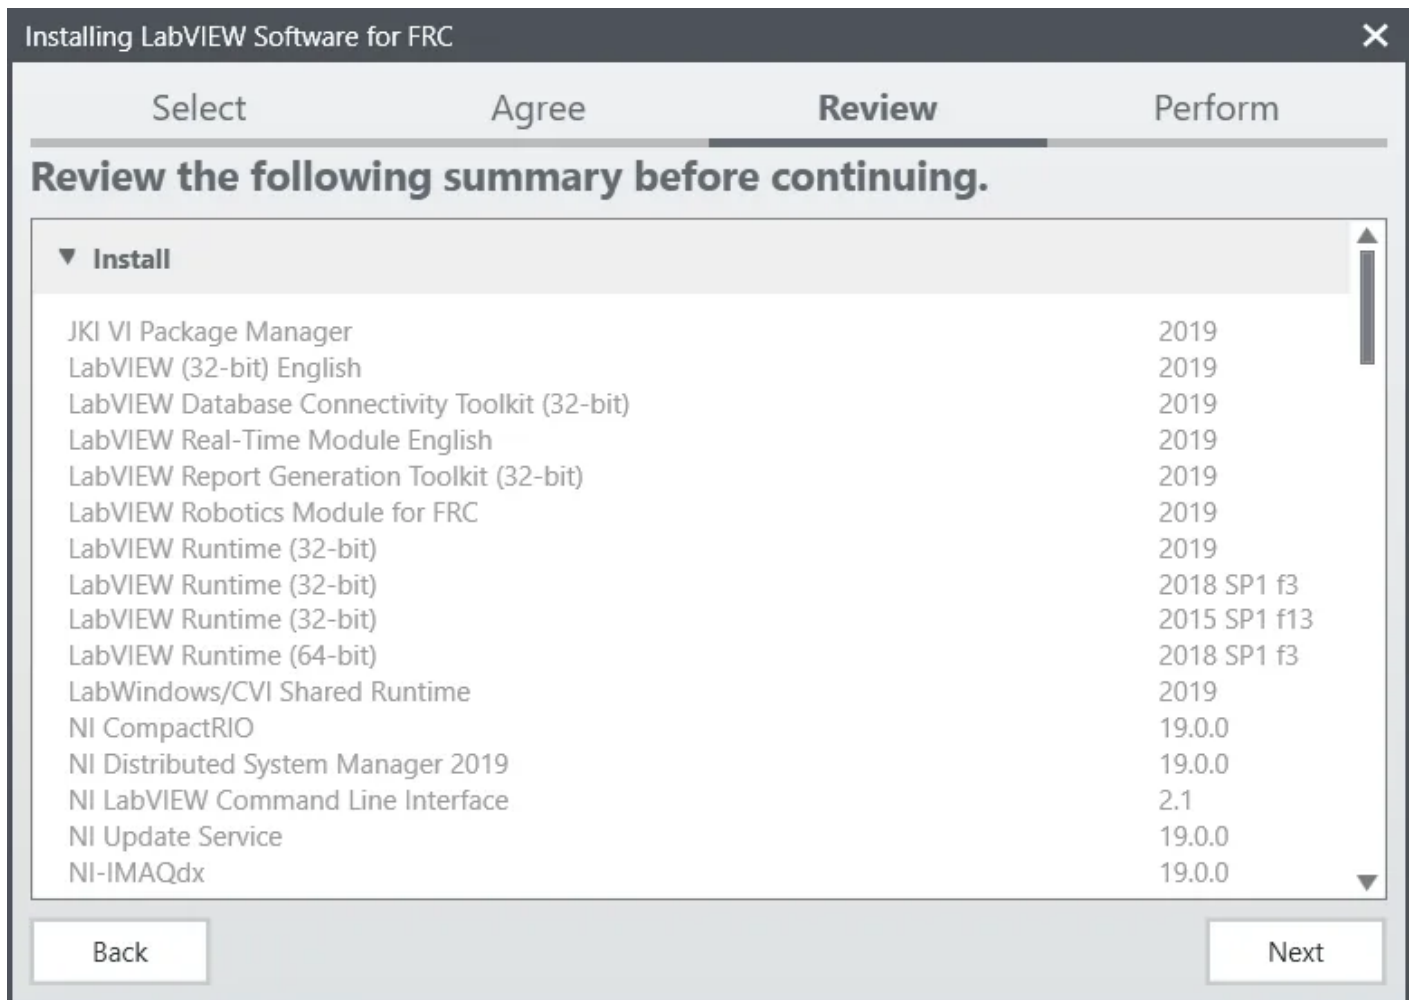 Installing LabVIEW Software for FRC
Select Agree Review Perform
Review the following summary before continuing.
Install
JKI VI Package Manager 2019
LabVIEW (32-bit) English 2019
LabVIEW Database Connectivity Toolkit (32-bit) 2019
LabVIEW Real-Time Module English 2019
LabVIEW Report Generation Toolkit (32-bit) 2019
LabVIEW Robotics Module for FRC 2019
LabVIEW Runtime (32-bit) 2019
LabVIEW Runtime (32-bit) 2018 SP1 f3
LabVIEW Runtime (32-bit) 2015 SP1 f13
LabVIEW Runtime (64-bit) 2018 SP1 f3
LabWindows/CVI Shared Runtime 2019
NI CompactRIO 19.0.0
NI Distributed System Manager 2019 19.0.0
NI LabVIEW Command Line Interface 2.1
NI Update Service 19.0.0
NI-IMAQdx 19.0.0
Back Next